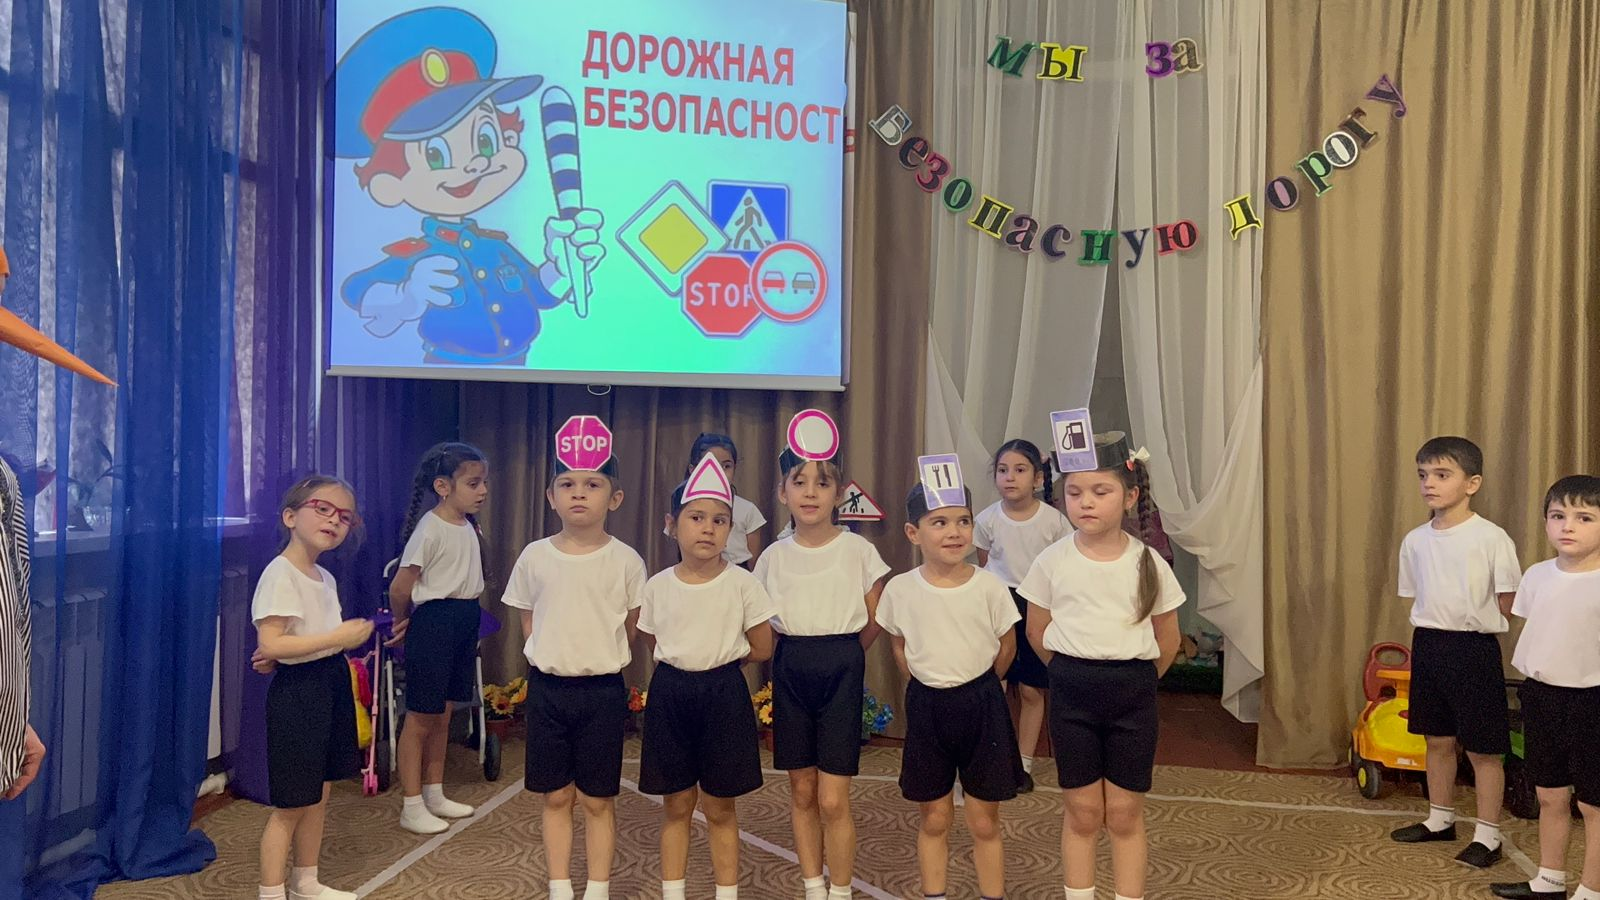 ДОРОЖНАЯ
БЕЗОПАСНОСТ
STOP
мы за
Безопасную дорогу
STOP